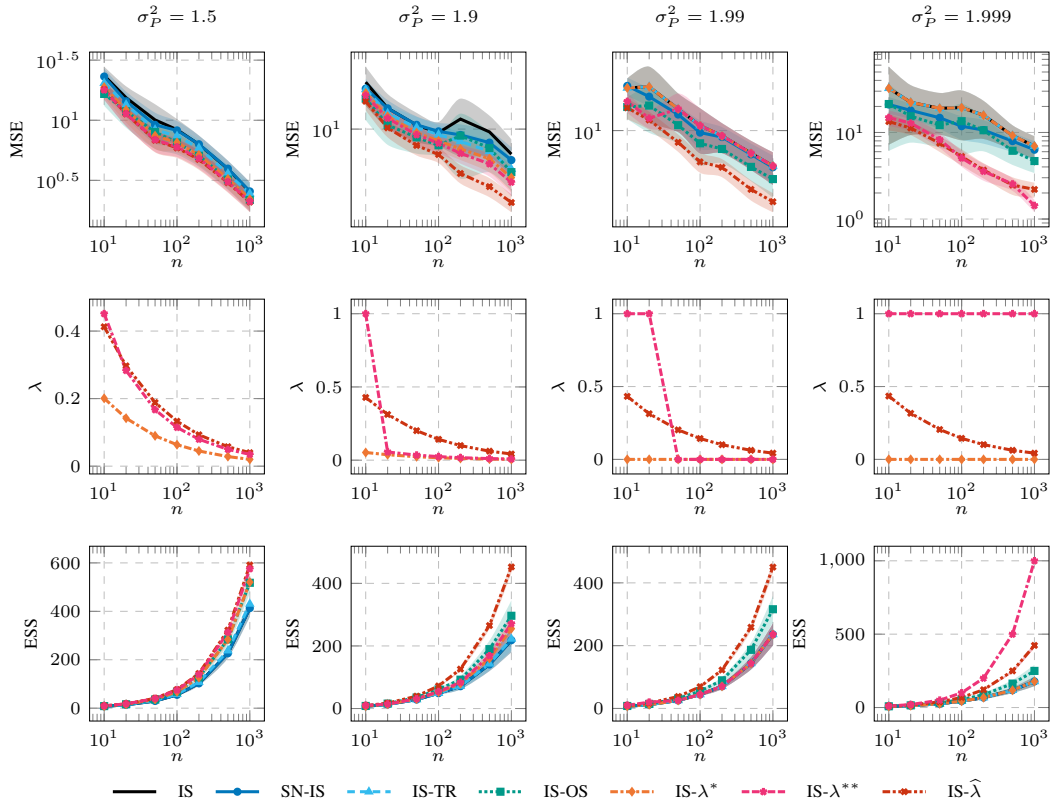 σ²_P = 1.5
σ²_P = 1.9
σ²_P = 1.99
σ²_P = 1.999
MSE
10^1.5
10^1
10^0.5
10^1 10^2 10^3
n
MSE
10^1
10^1 10^2 10^3
n
MSE
10^1
10^1 10^2 10^3
n
MSE
10^2
10^1
10^0
10^1 10^2 10^3
n
λ
0.4
0.2
0
10^1 10^2 10^3
n
λ
1
0.5
0
10^1 10^2 10^3
n
λ
1
0.5
0
10^1 10^2 10^3
n
λ
1
0.5
0
10^1 10^2 10^3
n
ESS
600
400
200
0
10^1 10^2 10^3
n
ESS
400
200
0
10^1 10^2 10^3
n
ESS
400
200
0
10^1 10^2 10^3
n
ESS
1,000
500
0
10^1 10^2 10^3
n
IS SN-IS IS-TR IS-OS IS-λ* IS-λ** IS-λ̂